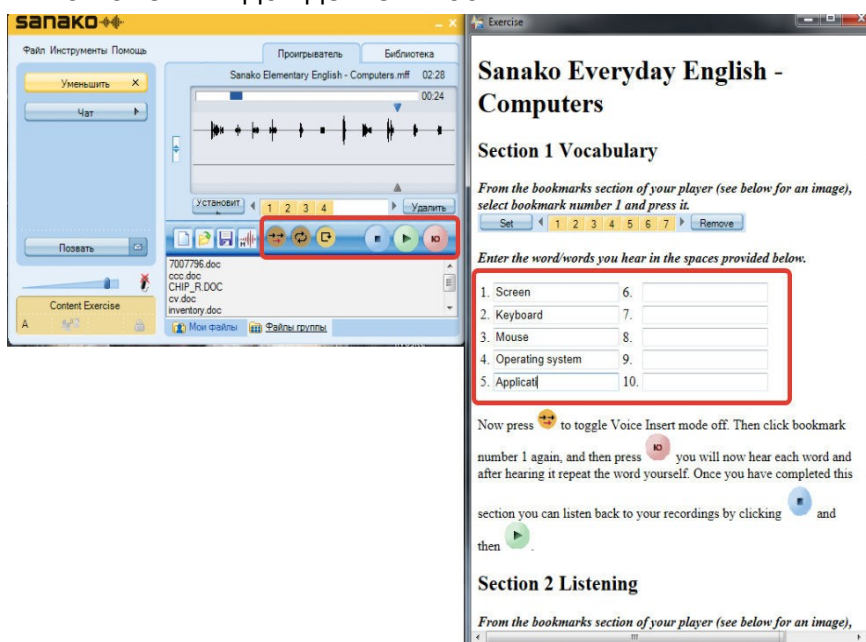 sanako
Файл Инструменты Помощь
Проигрыватель
Библиотека
Уменьшить X
Чат
Sanako Elementary English - Computers.mff 02:28
00:24
Установит
1 2 3 4
Удалить
Позвать
7007796.doc
ccc.doc
CHIP_R.DOC
cv.doc
inventory.doc
Content Exercise
A
Мои файлы
Файлы группы
Exercise
Sanako Everyday English -
Computers
Section 1 Vocabulary
From the bookmarks section of your player (see below for an image),
select bookmark number 1 and press it.
Set 1 2 3 4 5 6 7 Remove
Enter the word/words you hear in the spaces provided below.
1. Screen 6.
2. Keyboard 7.
3. Mouse 8.
4. Operating system 9.
5. Applicati 10.
Now press to toggle Voice Insert mode off. Then click bookmark
number 1 again, and then press you will now hear each word and
after hearing it repeat the word yourself. Once you have completed this
section you can listen back to your recordings by clicking and
then .
Section 2 Listening
From the bookmarks section of your player (see below for an image),